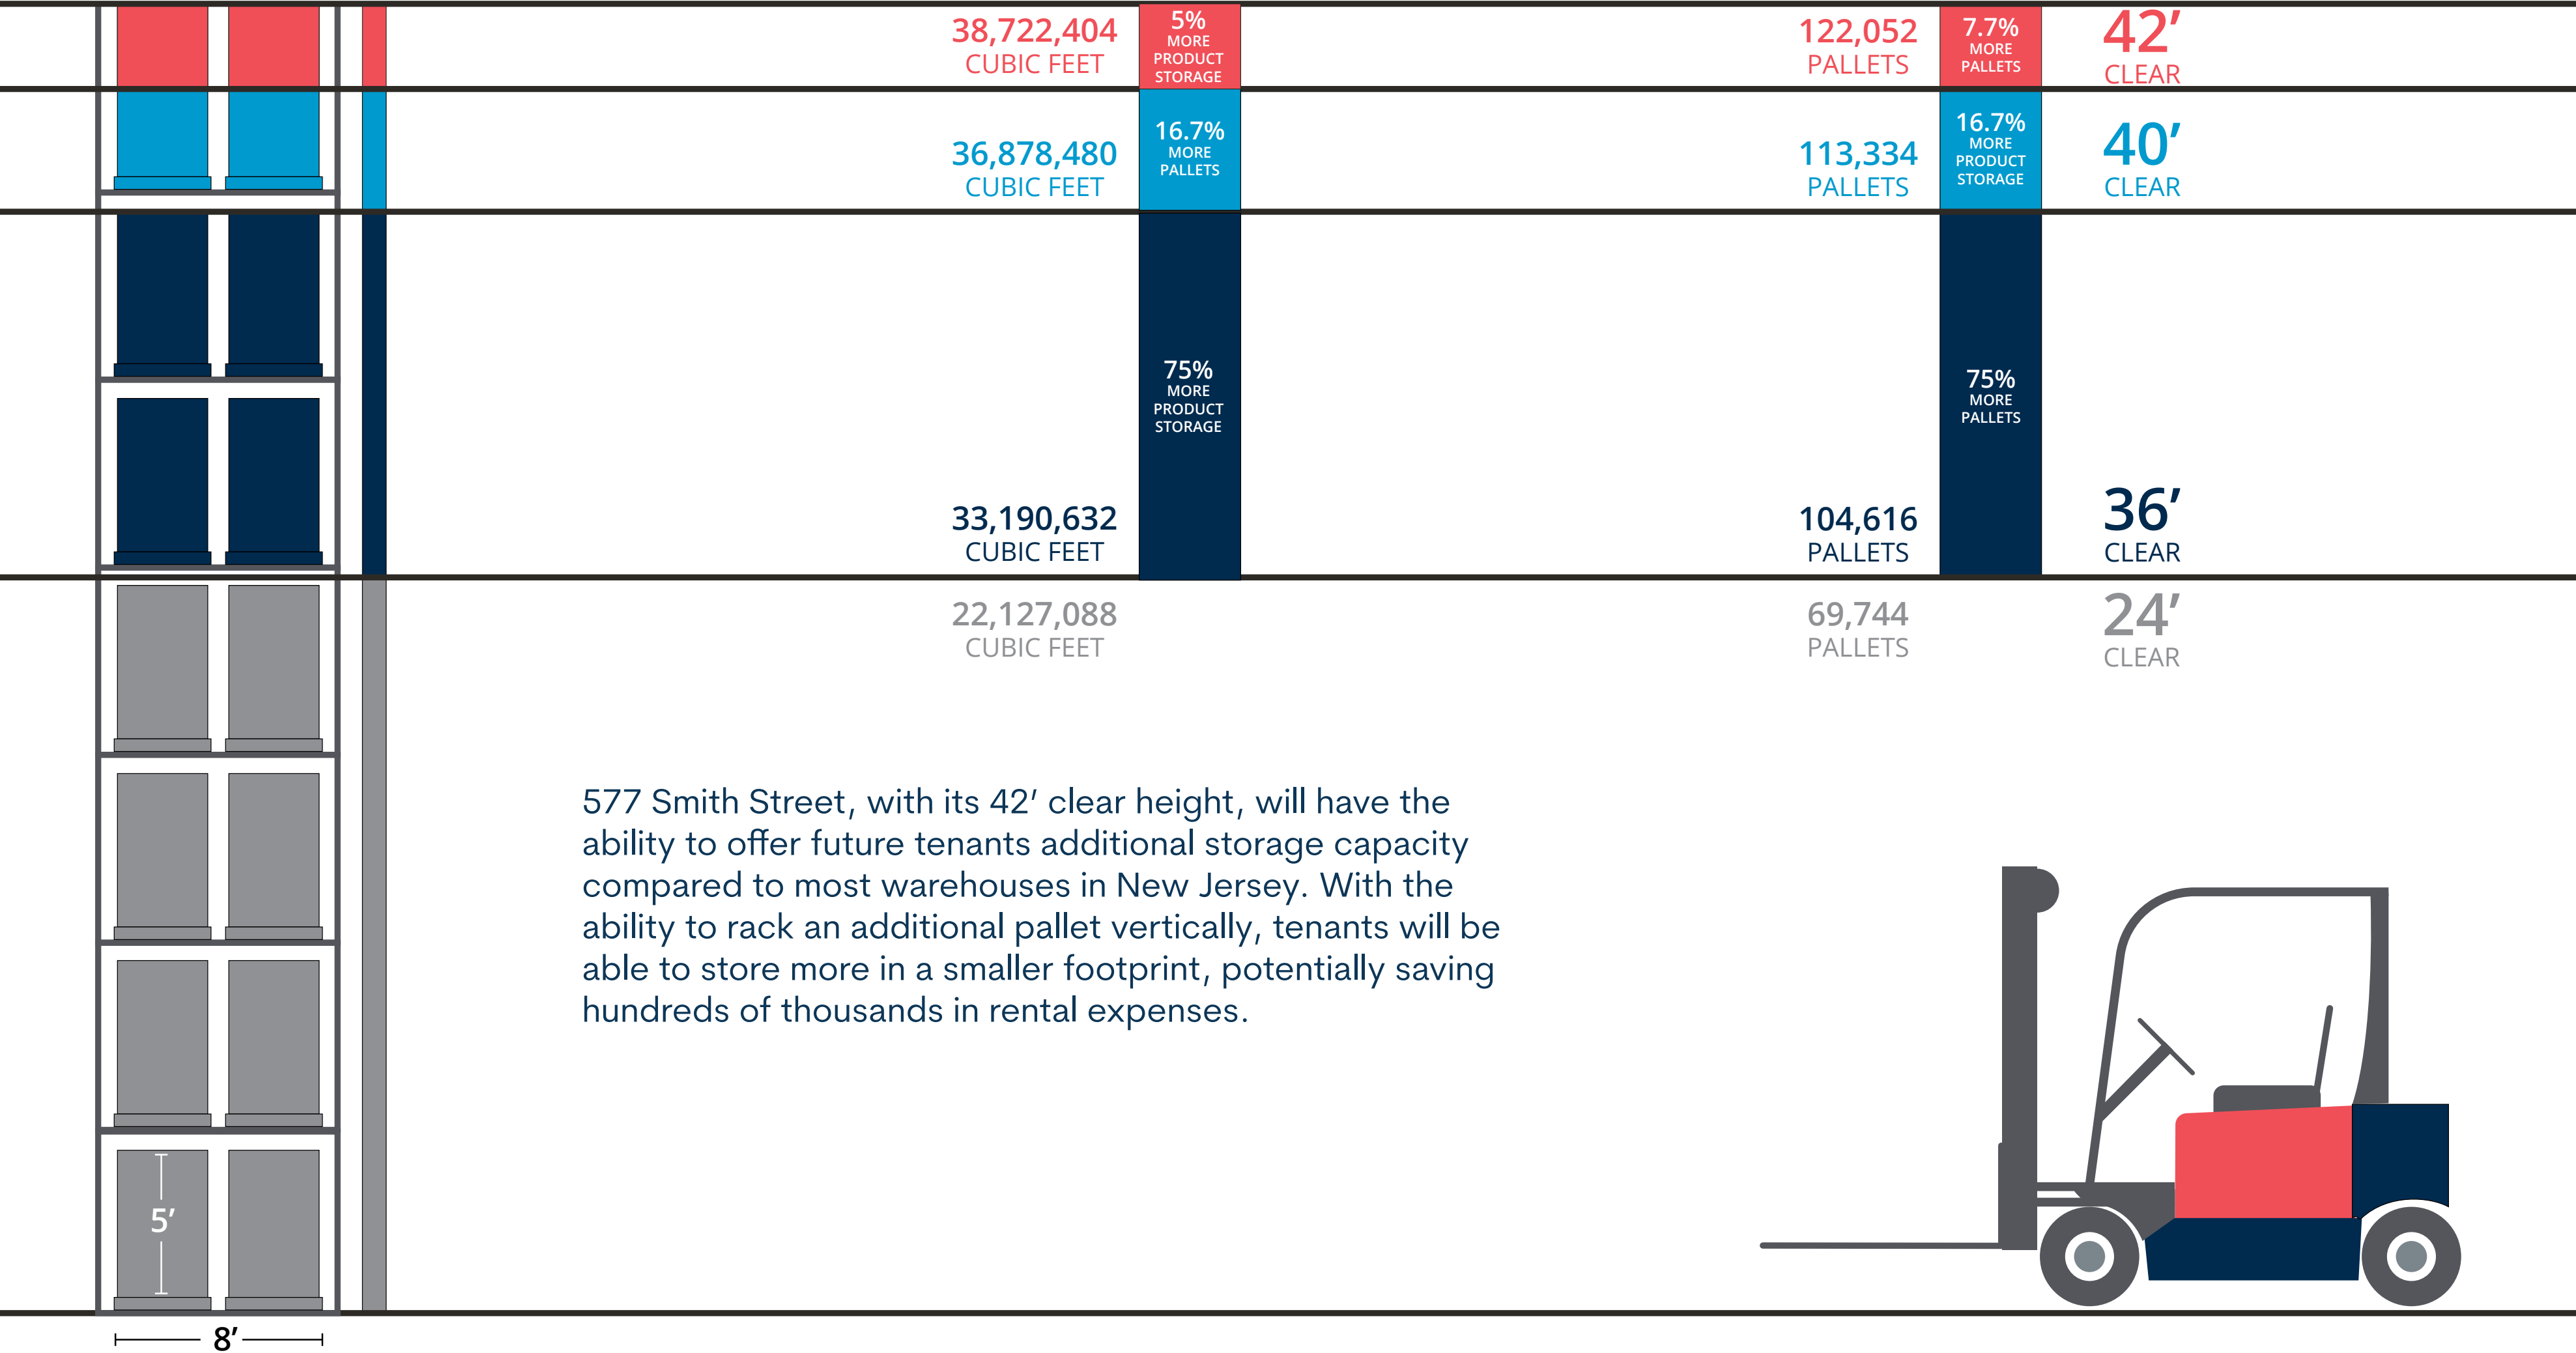 38,722,404
CUBIC FEET
5%
MORE
PRODUCT
STORAGE
122,052
PALLETS
7.7%
MORE
PALLETS
42’
CLEAR
36,878,480
CUBIC FEET
16.7%
MORE
PALLETS
113,334
PALLETS
16.7%
MORE
PRODUCT
STORAGE
40’
CLEAR
33,190,632
CUBIC FEET
75%
MORE
PRODUCT
STORAGE
104,616
PALLETS
75%
MORE
PALLETS
36’
CLEAR
22,127,088
CUBIC FEET
69,744
PALLETS
24’
CLEAR
577 Smith Street, with its 42’ clear height, will have the
ability to offer future tenants additional storage capacity
compared to most warehouses in New Jersey. With the
ability to rack an additional pallet vertically, tenants will be
able to store more in a smaller footprint, potentially saving
hundreds of thousands in rental expenses.
5’
8’